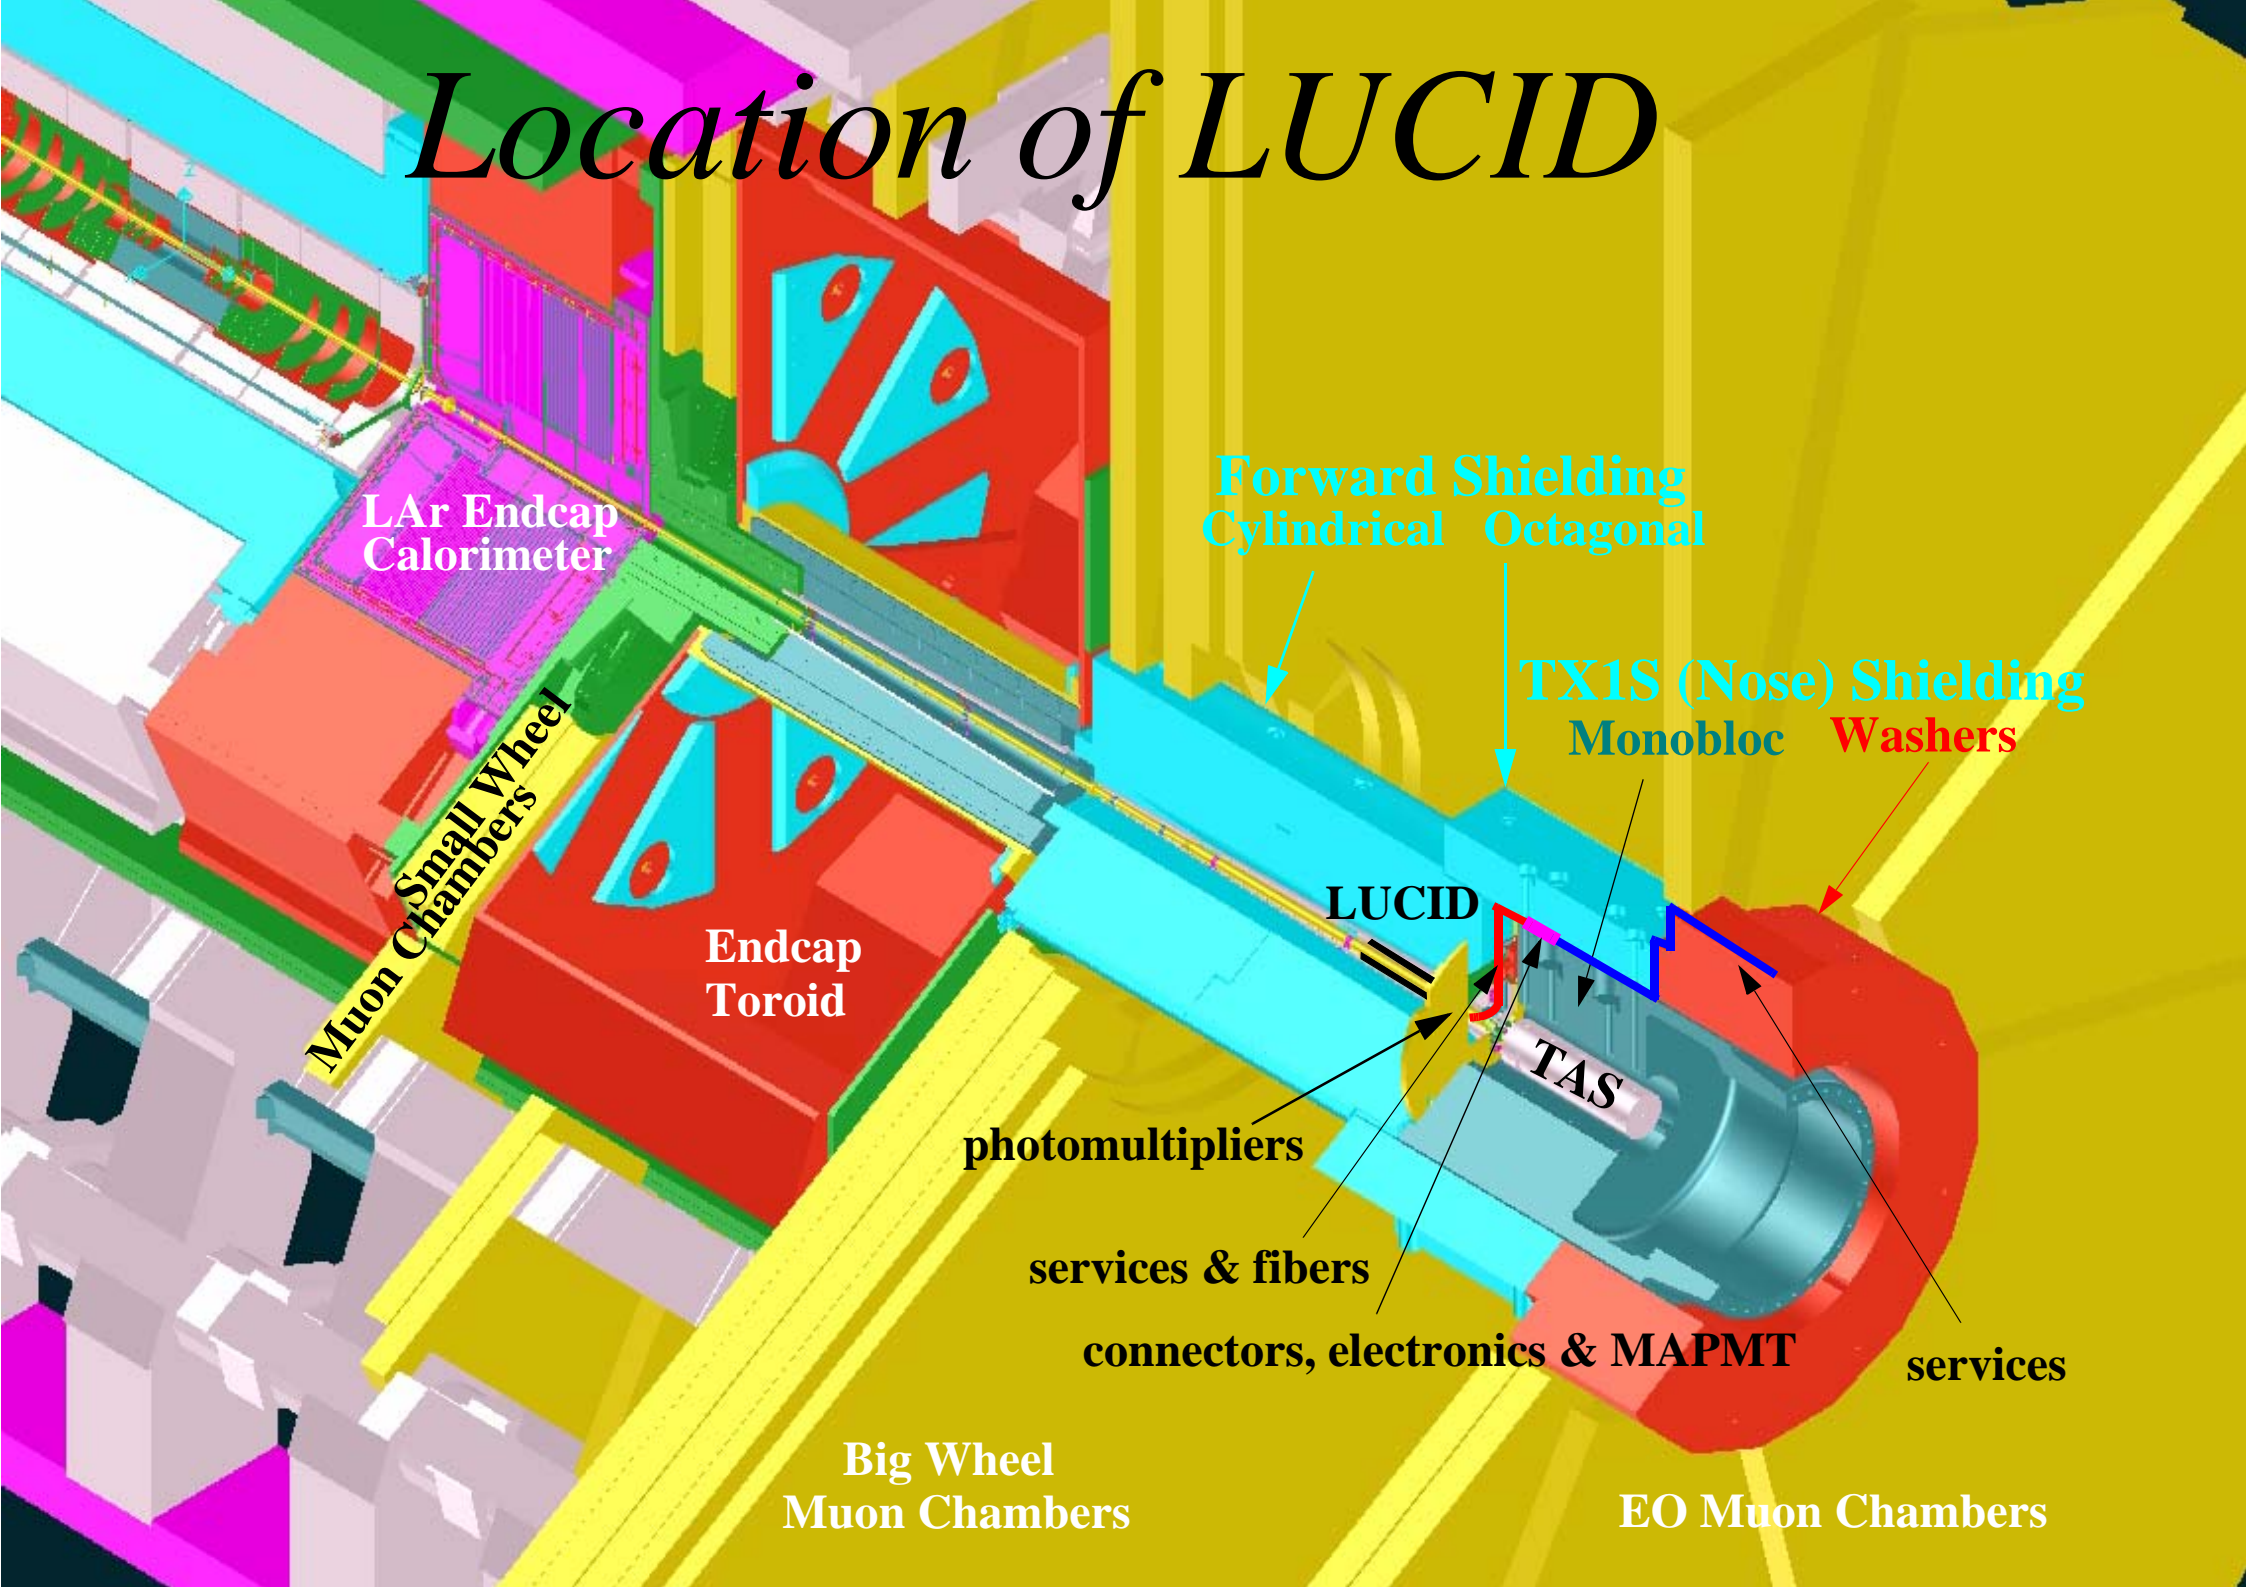 Location of LUCID
LAr Endcap
Calorimeter
Forward Shielding
Cylindrical Octagonal
TX1S (Nose) Shielding
Monobloc Washers
Small Wheel
Muon Chambers
LUCID
Endcap
Toroid
TAS
photomultipliers
services & fibers
connectors, electronics & MAPMT
services
Big Wheel
Muon Chambers
EO Muon Chambers